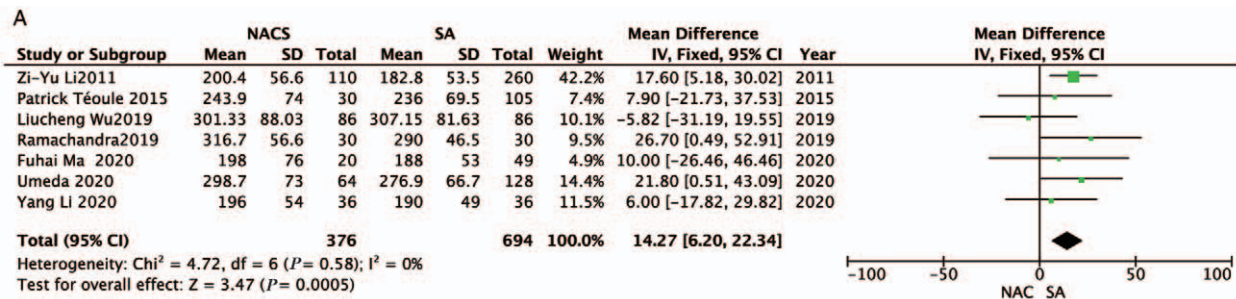 A
NACS SA Mean Difference Mean Difference
Study or Subgroup Mean SD Total Mean SD Total Weight IV, Fixed, 95% CI Year IV, Fixed, 95% CI
Zi-Yu Li2011 200.4 56.6 110 182.8 53.5 260 42.2% 17.60 [5.18, 30.02] 2011
Patrick Téoule 2015 243.9 74 30 236 69.5 105 7.4% 7.90 [-21.73, 37.53] 2015
Liucheng Wu2019 301.33 88.03 86 307.15 81.63 86 10.1% -5.82 [-31.19, 19.55] 2019
Ramachandra2019 316.7 56.6 30 290 46.5 30 9.5% 26.70 [0.49, 52.91] 2019
Fuhai Ma 2020 198 76 20 188 53 49 4.9% 10.00 [-26.46, 46.46] 2020
Umeda 2020 298.7 73 64 276.9 66.7 128 14.4% 21.80 [0.51, 43.09] 2020
Yang Li 2020 196 54 36 190 49 36 11.5% 6.00 [-17.82, 29.82] 2020
Total (95% CI) 376 694 100.0% 14.27 [6.20, 22.34]
Heterogeneity: Chi² = 4.72, df = 6 (P = 0.58); I² = 0%
Test for overall effect: Z = 3.47 (P = 0.0005)
-100 -50 0 50 100
NAC SA